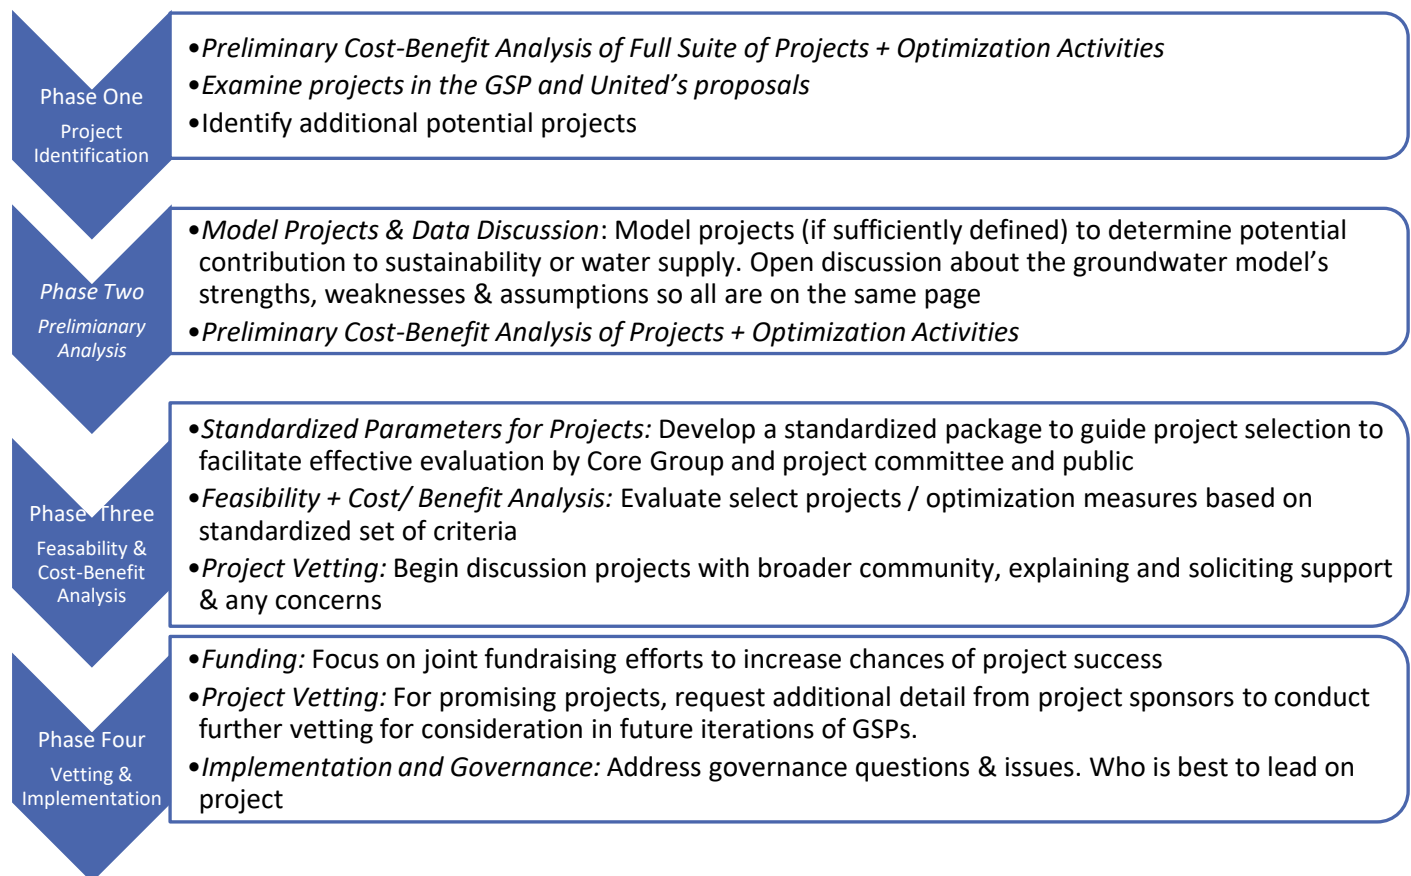 Phase One
Project
Identification
•Preliminary Cost-Benefit Analysis of Full Suite of Projects + Optimization Activities
•Examine projects in the GSP and United’s proposals
•Identify additional potential projects
Phase Two
Prelimianary
Analysis
•Model Projects & Data Discussion: Model projects (if sufficiently defined) to determine potential
contribution to sustainability or water supply. Open discussion about the groundwater model’s
strengths, weaknesses & assumptions so all are on the same page
•Preliminary Cost-Benefit Analysis of Projects + Optimization Activities
Phase Three
Feasability &
Cost-Benefit
Analysis
•Standardized Parameters for Projects: Develop a standardized package to guide project selection to
facilitate effective evaluation by Core Group and project committee and public
•Feasibility + Cost/ Benefit Analysis: Evaluate select projects / optimization measures based on
standardized set of criteria
•Project Vetting: Begin discussion projects with broader community, explaining and soliciting support
& any concerns
Phase Four
Vetting &
Implementation
•Funding: Focus on joint fundraising efforts to increase chances of project success
•Project Vetting: For promising projects, request additional detail from project sponsors to conduct
further vetting for consideration in future iterations of GSPs.
•Implementation and Governance: Address governance questions & issues. Who is best to lead on
project